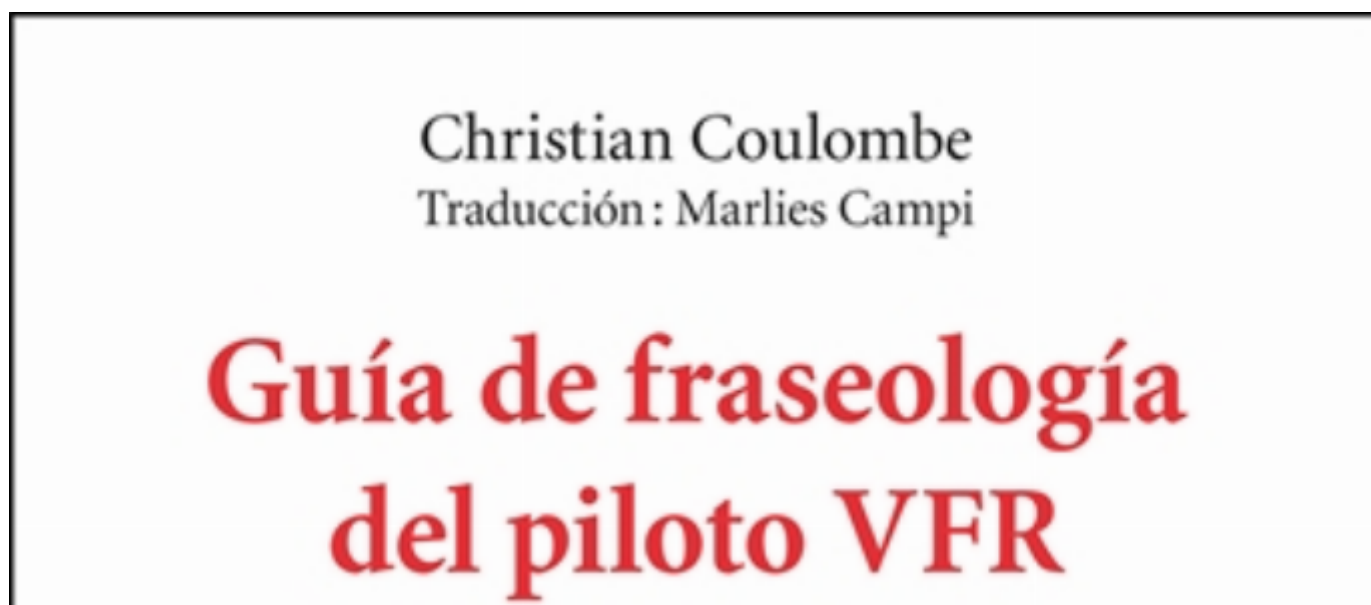 Christian Coulombe
Traducción : Marlies Campi
Guía de fraseología
del piloto VFR